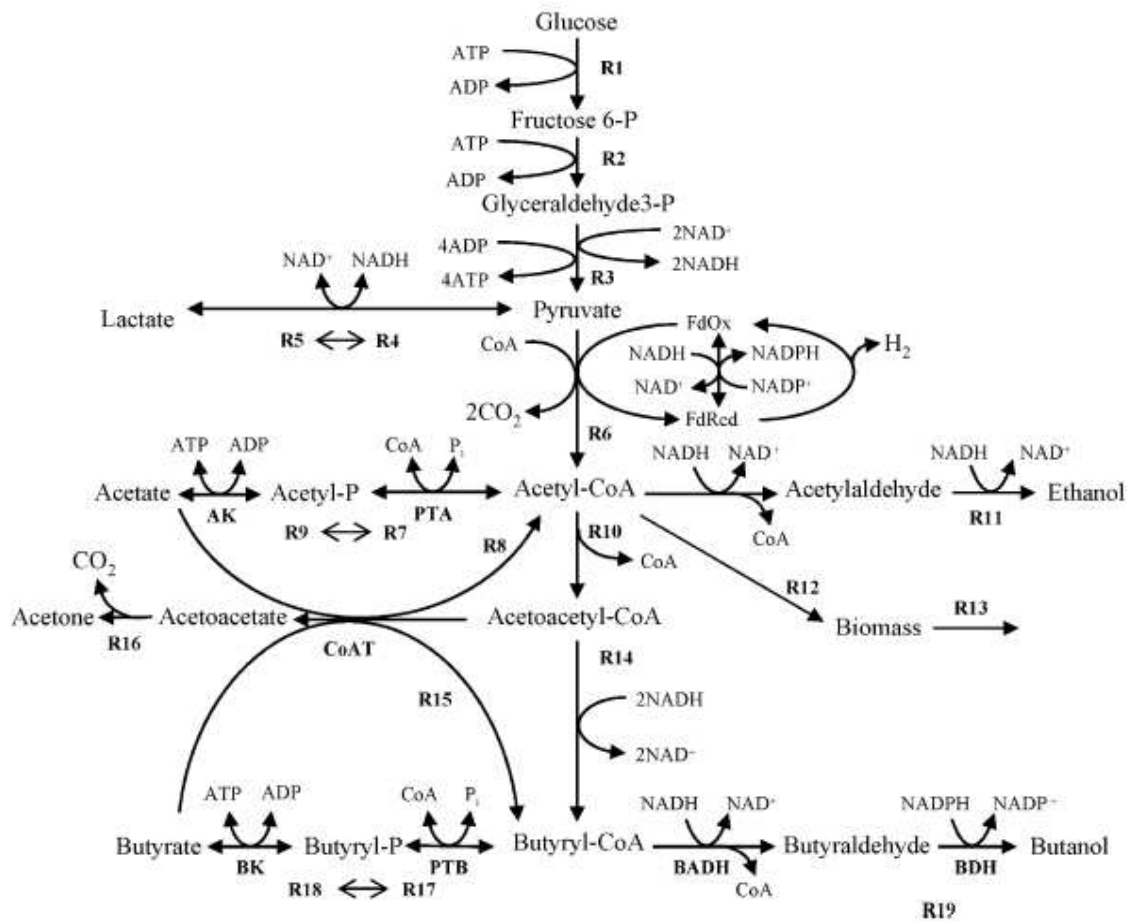 Glucose
ATP
R1
ADP
Fructose 6-P
ATP
R2
ADP
Glyceraldehyde3-P
4ADP
2NAD⁺
4ATP
R3
2NADH
NAD⁺ NADH
Lactate
Pyruvate
R5 R4
CoA
FdOx
H₂
NADH NADPH
NAD⁺ NADP⁺
2CO₂
FdRed
R6
ATP ADP
CoA Pᵢ
NADH NAD⁺
NADH NAD⁺
Acetate Acetyl-P Acetyl-CoA Acetylaldehyde Ethanol
AK PTA
R11
R9 R7
R8
R10
CoA
CO₂
CoA
R12
Acetone Acetoacetate Acetoacetyl-CoA Biomass
R13
R16
CoAT
R14
R15
2NADH
2NAD⁺
ATP ADP
CoA Pᵢ
NADH NAD⁺
NADPH NADP⁺
Butyrate Butyryl-P Butyryl-CoA Butyraldehyde Butanol
BK PTB BADH BDH
R18 R17
CoA
R19